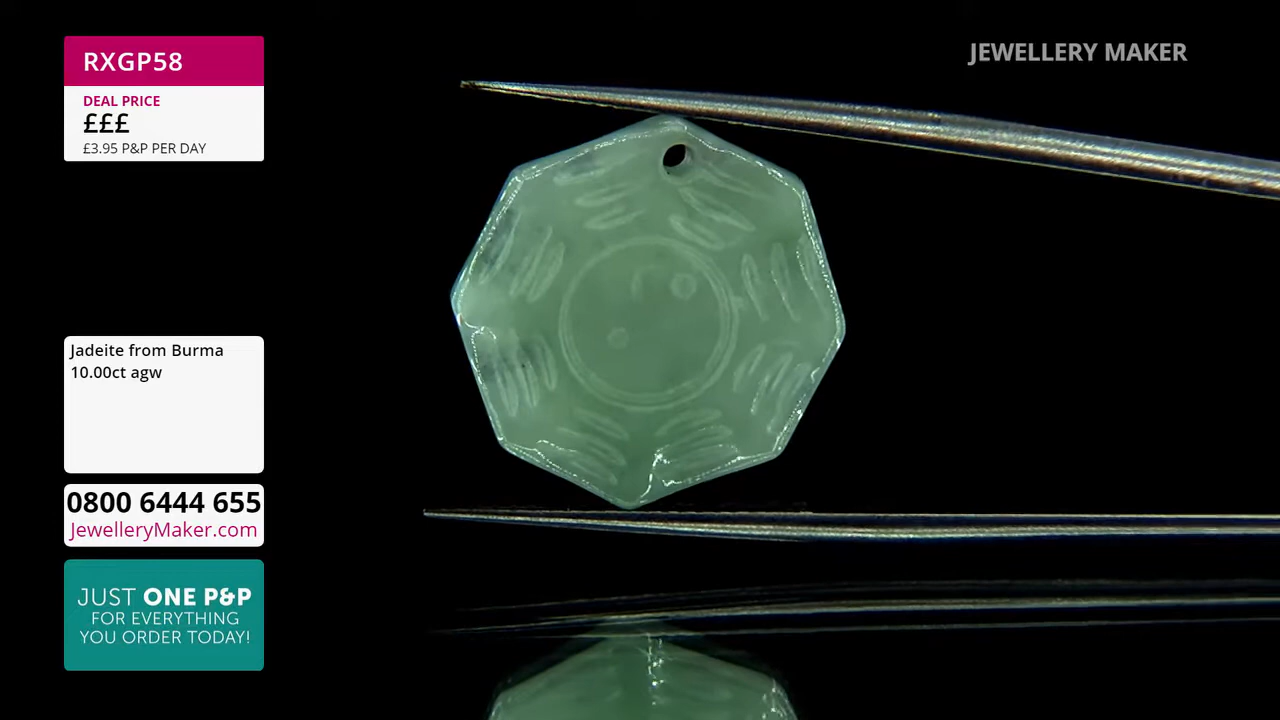 RXGP58
DEAL PRICE
£££
£3.95 P&P PER DAY
JEWELLERY MAKER
Jadeite from Burma
10.00ct agw
0800 6444 655
JewelleryMaker.com
JUST ONE P&P
FOR EVERYTHING
YOU ORDER TODAY!